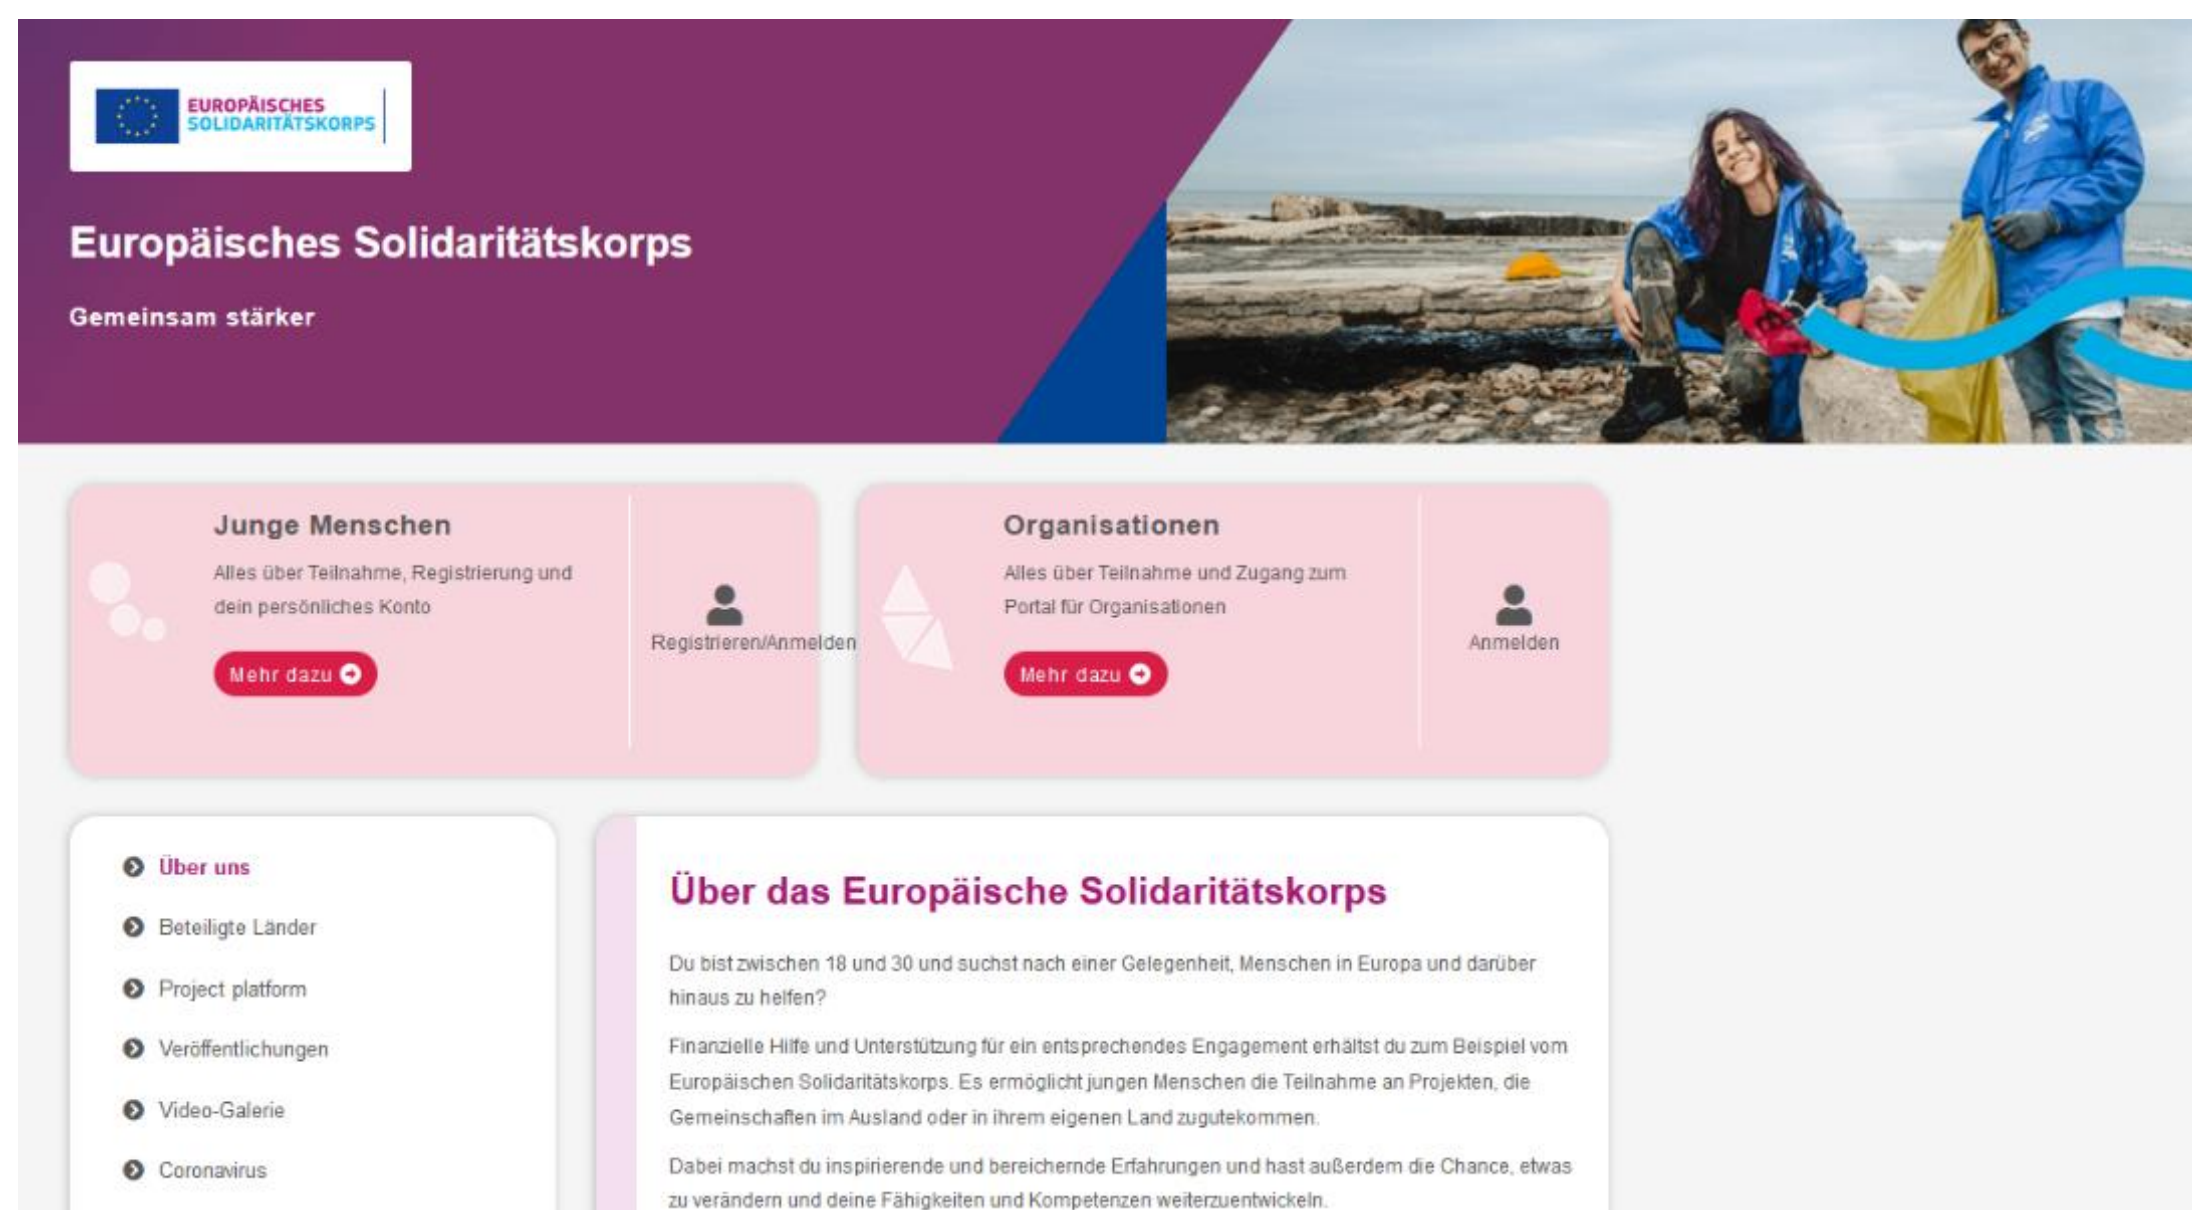 EUROPÄISCHES
SOLIDARITÄTSKORPS
Europäisches Solidaritätskorps
Gemeinsam stärker
Junge Menschen
Alles über Teilnahme, Registrierung und
dein persönliches Konto
Mehr dazu
Registrieren/Anmelden
Organisationen
Alles über Teilnahme und Zugang zum
Portal für Organisationen
Mehr dazu
Anmelden
Über uns
Beteiligte Länder
Project platform
Veröffentlichungen
Video-Galerie
Coronavirus
Über das Europäische Solidaritätskorps
Du bist zwischen 18 und 30 und suchst nach einer Gelegenheit, Menschen in Europa und darüber
hinaus zu helfen?
Finanzielle Hilfe und Unterstützung für ein entsprechendes Engagement erhältst du zum Beispiel vom
Europäischen Solidaritätskorps. Es ermöglicht jungen Menschen die Teilnahme an Projekten, die
Gemeinschaften im Ausland oder in ihrem eigenen Land zugutekommen.
Dabei machst du inspirierende und bereichernde Erfahrungen und hast außerdem die Chance, etwas
zu verändern und deine Fähigkeiten und Kompetenzen weiterzuentwickeln.